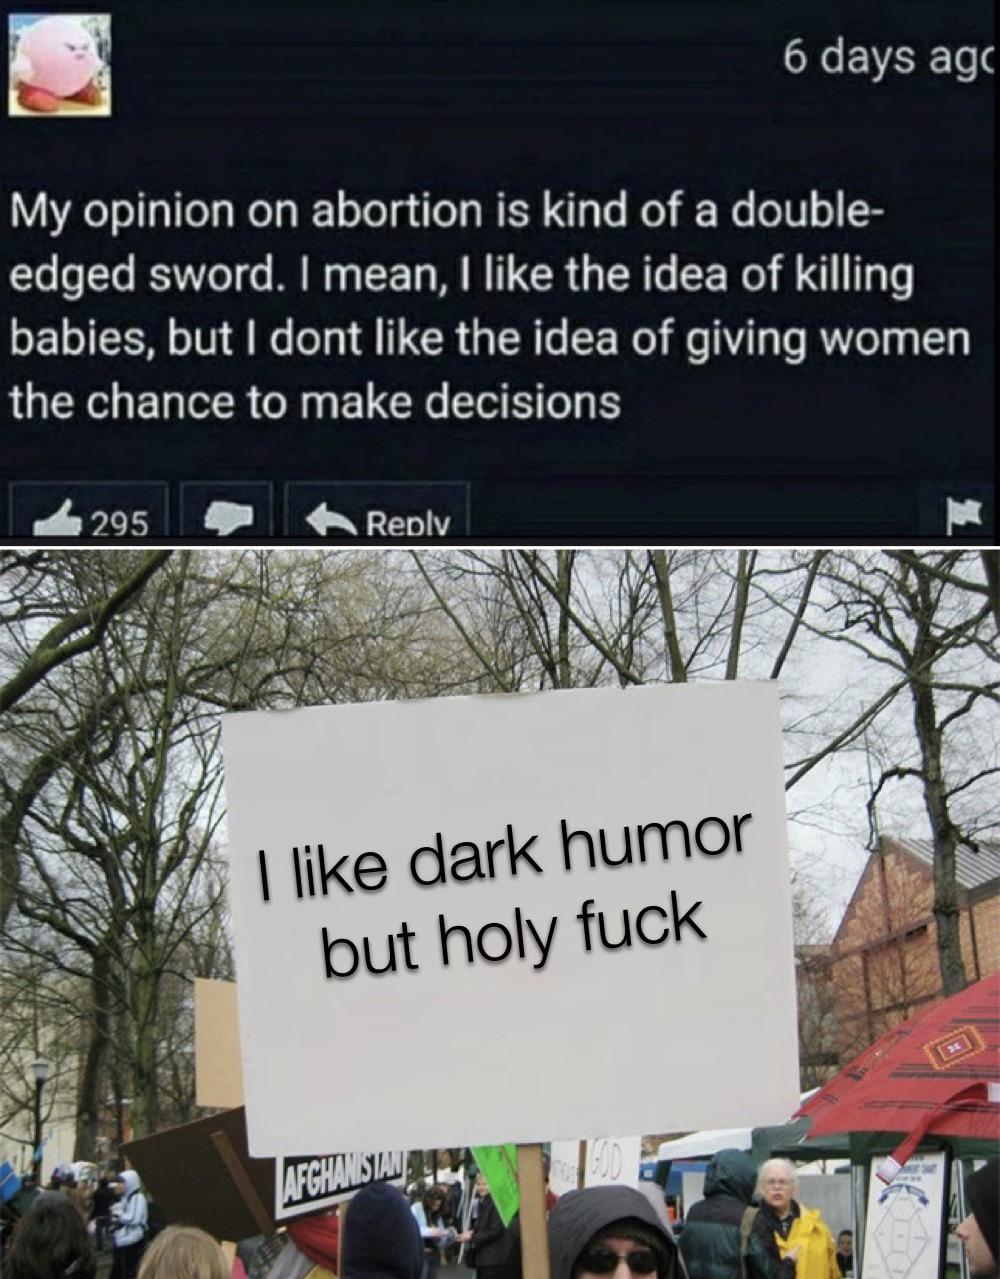 6 days ago
My opinion on abortion is kind of a double-
edged sword. I mean, I like the idea of killing
babies, but I dont like the idea of giving women
the chance to make decisions
295
Reply
I like dark humor
but holy fuck
AFGHANISTAN
GOD